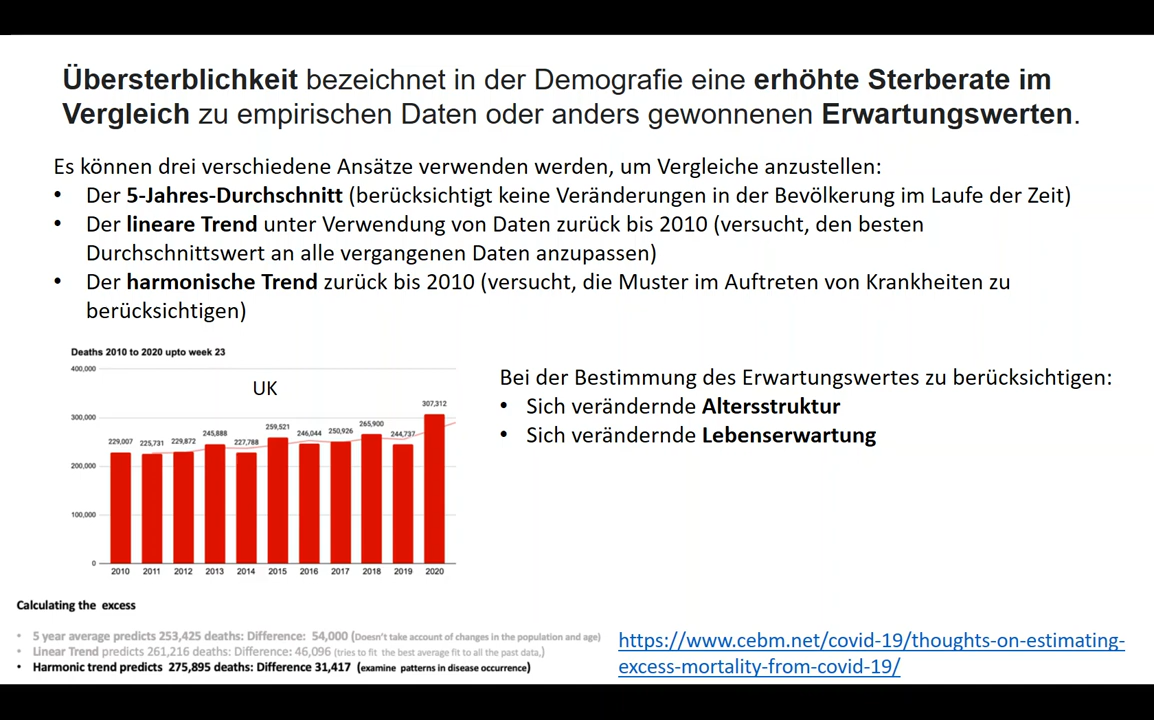 Übersterblichkeit bezeichnet in der Demografie eine erhöhte Sterberate im
Vergleich zu empirischen Daten oder anders gewonnenen Erwartungswerten.
Es können drei verschiedene Ansätze verwenden werden, um Vergleiche anzustellen:
• Der 5-Jahres-Durchschnitt (berücksichtigt keine Veränderungen in der Bevölkerung im Laufe der Zeit)
• Der lineare Trend unter Verwendung von Daten zurück bis 2010 (versucht, den besten
Durchschnittswert an alle vergangenen Daten anzupassen)
• Der harmonische Trend zurück bis 2010 (versucht, die Muster im Auftreten von Krankheiten zu
berücksichtigen)
Deaths 2010 to 2020 upto week 23
400,000
UK
300,000
200,000
100,000
0
229,007 225,731 229,872 245,888 227,788 259,521 246,044 250,926 265,900 244,737 307,312
2010 2011 2012 2013 2014 2015 2016 2017 2018 2019 2020
Bei der Bestimmung des Erwartungswertes zu berücksichtigen:
• Sich verändernde Altersstruktur
• Sich verändernde Lebenserwartung
Calculating the excess
• 5 year average predicts 253,425 deaths: Difference: 54,000 (Doesn't take account of changes in the population and age)
• Linear Trend predicts 261,216 deaths: Difference: 46,096 (tries to fit the best average fit to all the past data,)
• Harmonic trend predicts 275,895 deaths: Difference 31,417 (examine patterns in disease occurrence)
https://www.cebm.net/covid-19/thoughts-on-estimating-
excess-mortality-from-covid-19/